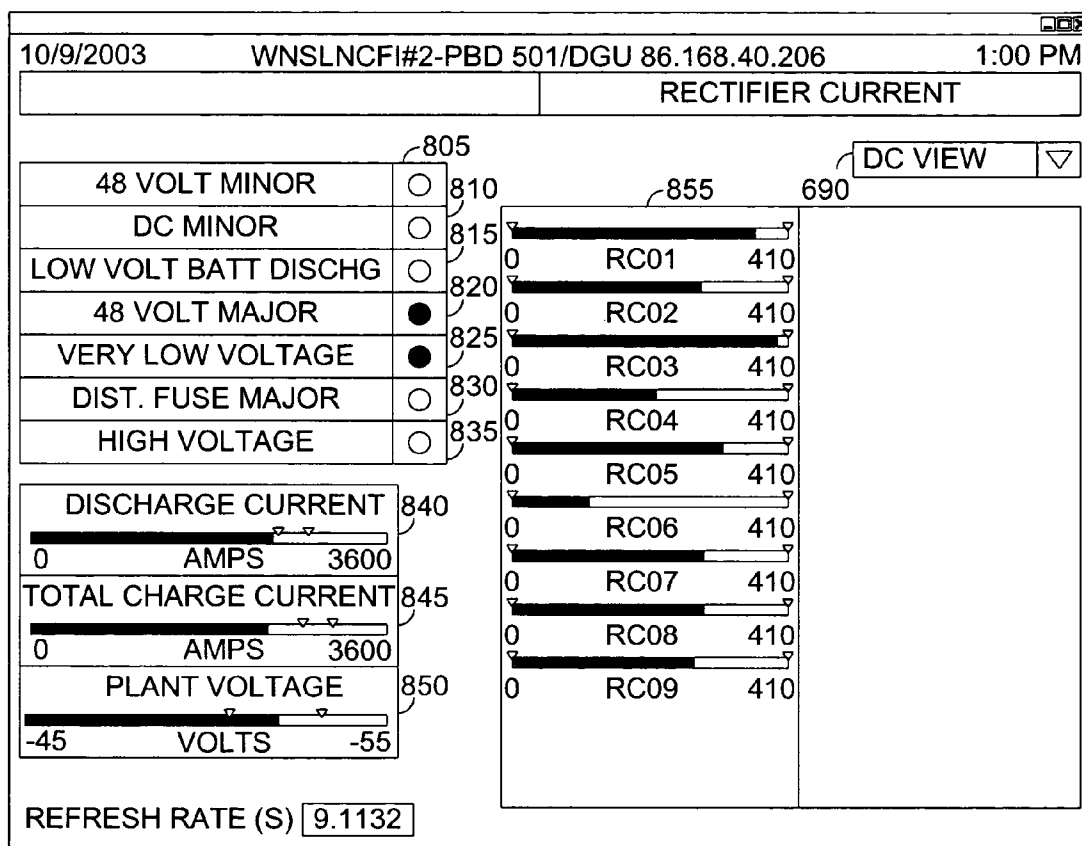 10/9/2003 WNSLNCFI#2-PBD 501/DGU 86.168.40.206 1:00 PM
RECTIFIER CURRENT
805
DC VIEW
690
48 VOLT MINOR
810
DC MINOR
815
LOW VOLT BATT DISCHG
820
48 VOLT MAJOR
825
VERY LOW VOLTAGE
830
DIST. FUSE MAJOR
835
HIGH VOLTAGE
DISCHARGE CURRENT 840
0 AMPS 3600
TOTAL CHARGE CURRENT 845
0 AMPS 3600
PLANT VOLTAGE 850
-45 VOLTS -55
REFRESH RATE (S) 9.1132
855
0 RC01 410
0 RC02 410
0 RC03 410
0 RC04 410
0 RC05 410
0 RC06 410
0 RC07 410
0 RC08 410
0 RC09 410